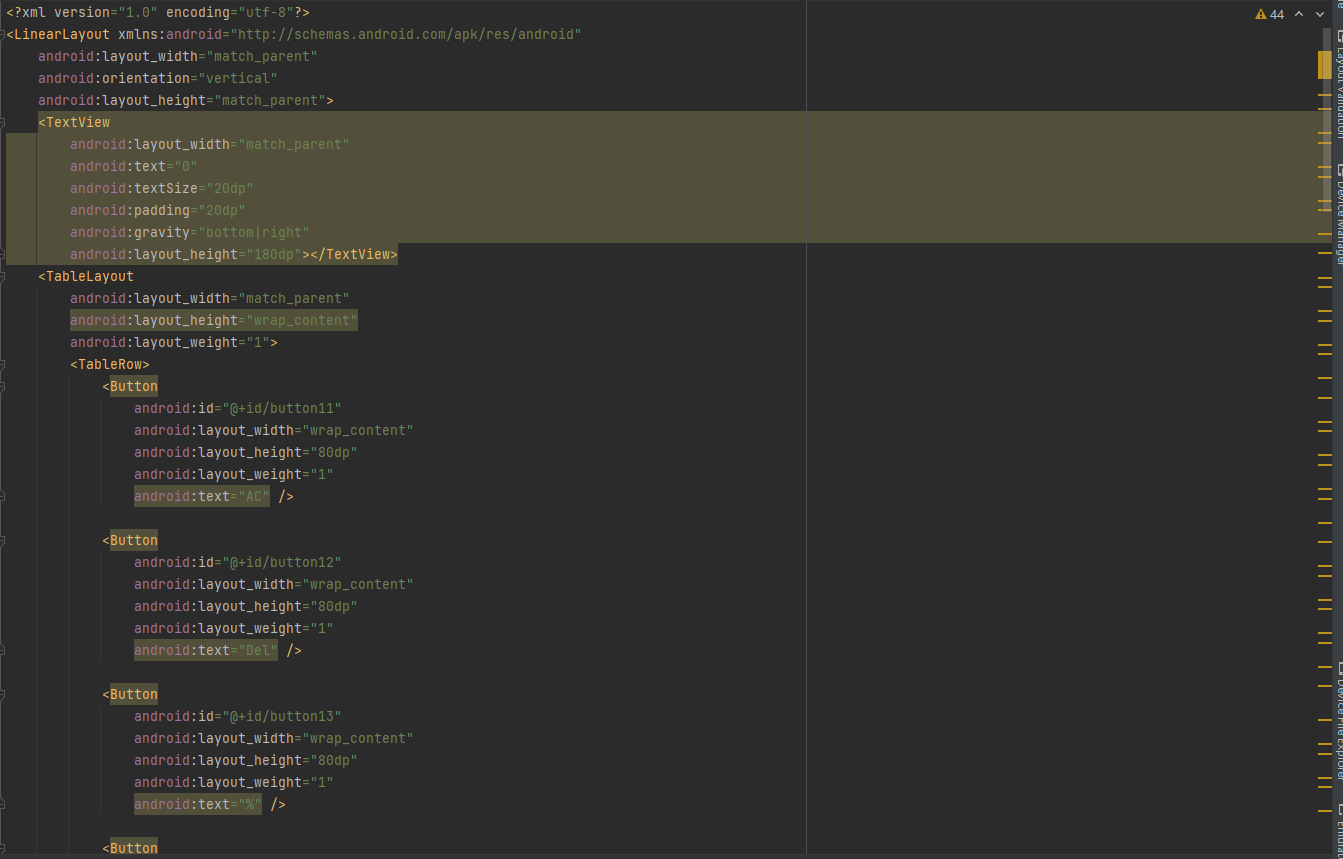 <?xml version="1.0" encoding="utf-8"?>
44
<LinearLayout xmlns:android="http://schemas.android.com/apk/res/android"
    android:layout_width="match_parent"
    android:orientation="vertical"
    android:layout_height="match_parent">
    <TextView
        android:layout_width="match_parent"
        android:text="0"
        android:textSize="20dp"
        android:padding="20dp"
        android:gravity="bottom|right"
        android:layout_height="180dp"></TextView>
    <TableLayout
        android:layout_width="match_parent"
        android:layout_height="wrap_content"
        android:layout_weight="1">
        <TableRow>
            <Button
                android:id="@+id/button11"
                android:layout_width="wrap_content"
                android:layout_height="80dp"
                android:layout_weight="1"
                android:text="AC" />
            <Button
                android:id="@+id/button12"
                android:layout_width="wrap_content"
                android:layout_height="80dp"
                android:layout_weight="1"
                android:text="Del" />
            <Button
                android:id="@+id/button13"
                android:layout_width="wrap_content"
                android:layout_height="80dp"
                android:layout_weight="1"
                android:text="%" />
            <Button
Layout Validation
Device Manager
Device File Explorer